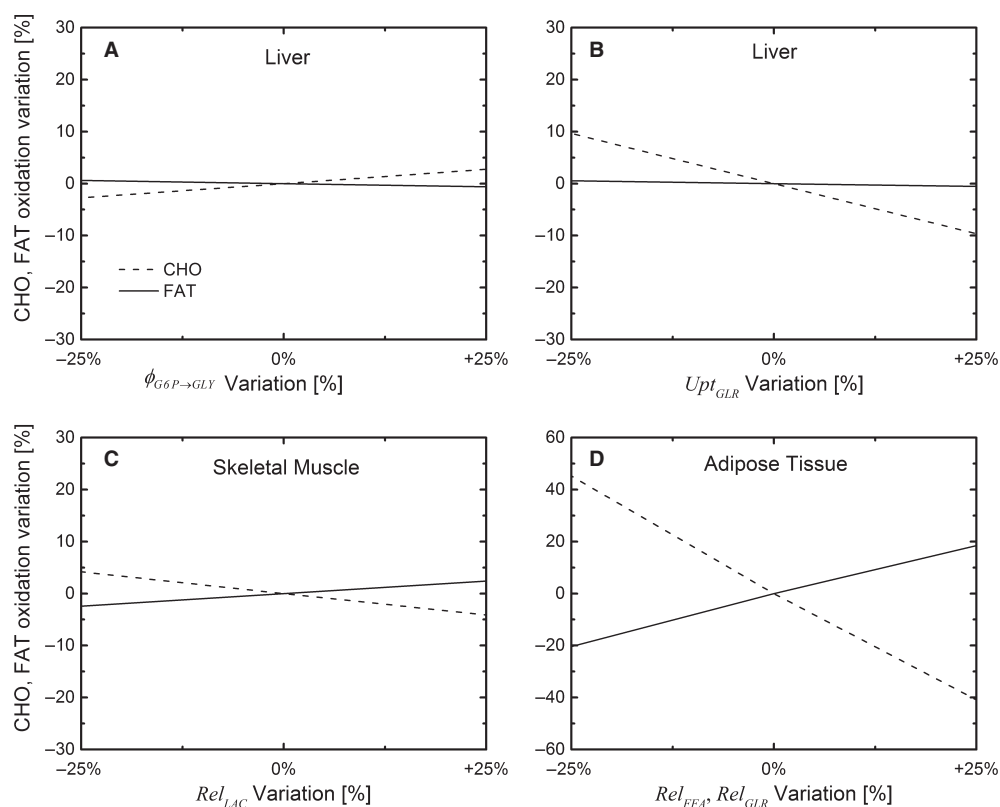 CHO, FAT oxidation variation [%]
30
20
10
0
–10
–20
–30
A
Liver
CHO
FAT
–25%
0%
+25%
ϕG6P→GLY Variation [%]
30
20
10
0
–10
–20
–30
B
Liver
–25%
0%
+25%
UptGLR Variation [%]
CHO, FAT oxidation variation [%]
30
20
10
0
–10
–20
–30
C
Skeletal Muscle
–25%
0%
+25%
RelLAC Variation [%]
60
40
20
0
–20
–40
–60
D
Adipose Tissue
–25%
0%
+25%
RelFFA, RelGLR Variation [%]